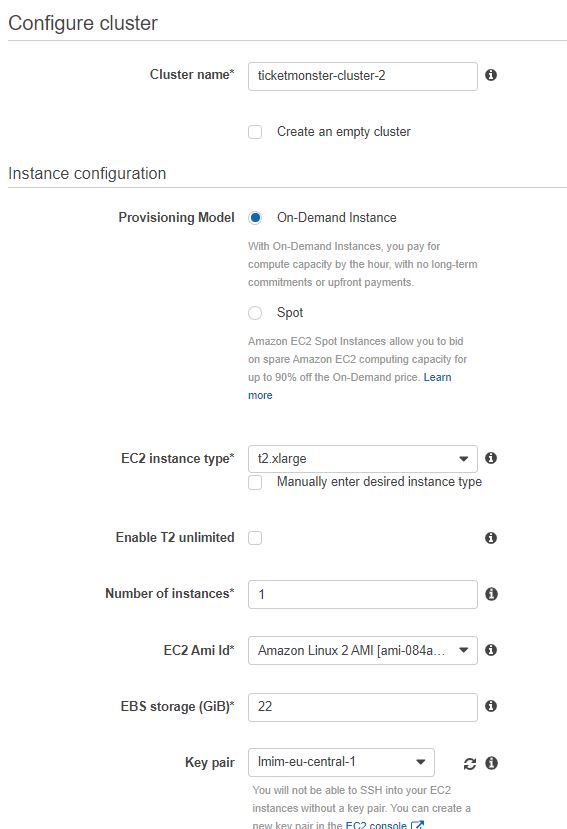 Configure cluster
Cluster name* ticketmonster-cluster-2
Create an empty cluster
Instance configuration
Provisioning Model On-Demand Instance
With On-Demand Instances, you pay for
compute capacity by the hour, with no long-term
commitments or upfront payments.
Spot
Amazon EC2 Spot Instances allow you to bid
on spare Amazon EC2 computing capacity for
up to 90% off the On-Demand price. Learn
more
EC2 instance type* t2.xlarge
Manually enter desired instance type
Enable T2 unlimited
Number of instances* 1
EC2 Ami Id* Amazon Linux 2 AMI [ami-084a...
EBS storage (GiB)* 22
Key pair lmim-eu-central-1
You will not be able to SSH into your EC2
instances without a key pair. You can create a
new key pair in the EC2 console